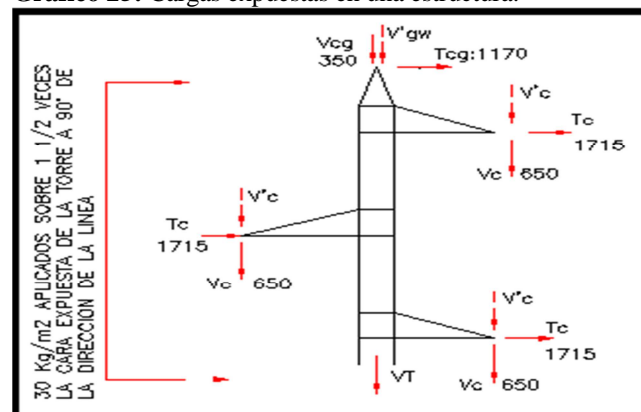 Gráfico 23. Cargas expuestas en una estructura.
30 Kg/m2 APLICADOS SOBRE 1 1/2 VECES
LA CARA EXPUESTA DE LA TORRE A 90° DE
LA DIRECCION DE LA LINEA
Vcg
350
V'gw
Tcg:1170
V'c
Tc
1715
Vc 650
V'c
Tc
1715
Vc 650
V'c
Tc
1715
Vc 650
VT